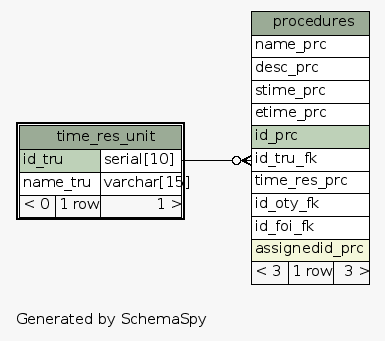 time_res_unit
id_tru serial[10]
name_tru varchar[15]
< 0 1 row 1 >
procedures
name_prc
desc_prc
stime_prc
etime_prc
id_prc
id_tru_fk
time_res_prc
id_oty_fk
id_foi_fk
assignedid_prc
< 3 1 row 3 >
Generated by SchemaSpy